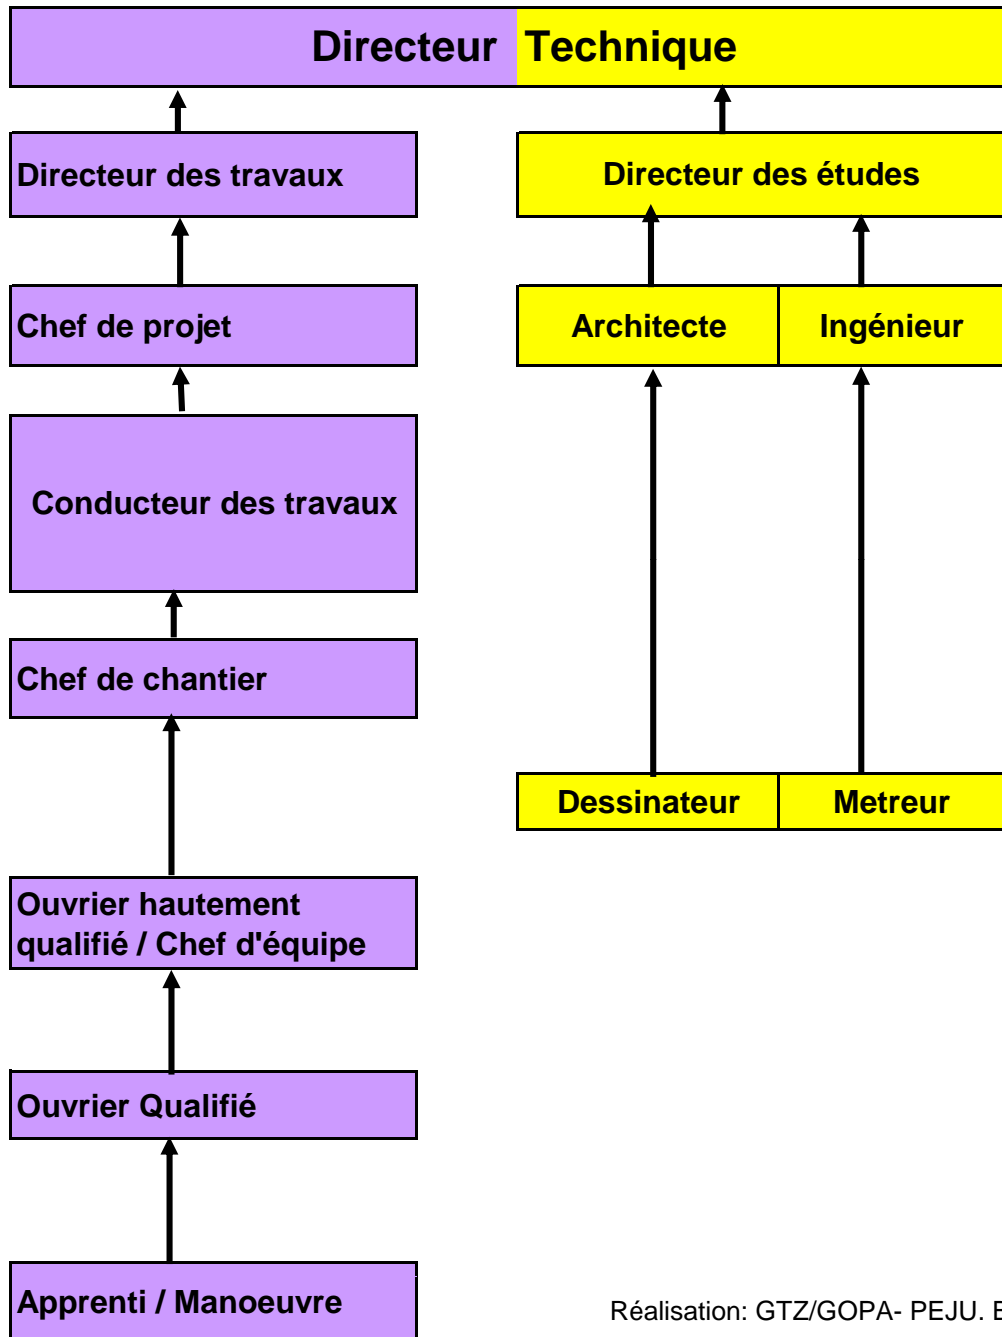 Directeur Technique
Directeur des travaux
Directeur des études
Chef de projet
Architecte
Ingénieur
Conducteur des travaux
Chef de chantier
Dessinateur
Metreur
Ouvrier hautement
qualifié / Chef d'équipe
Ouvrier Qualifié
Apprenti / Manoeuvre
Réalisation: GTZ/GOPA- PEJU.